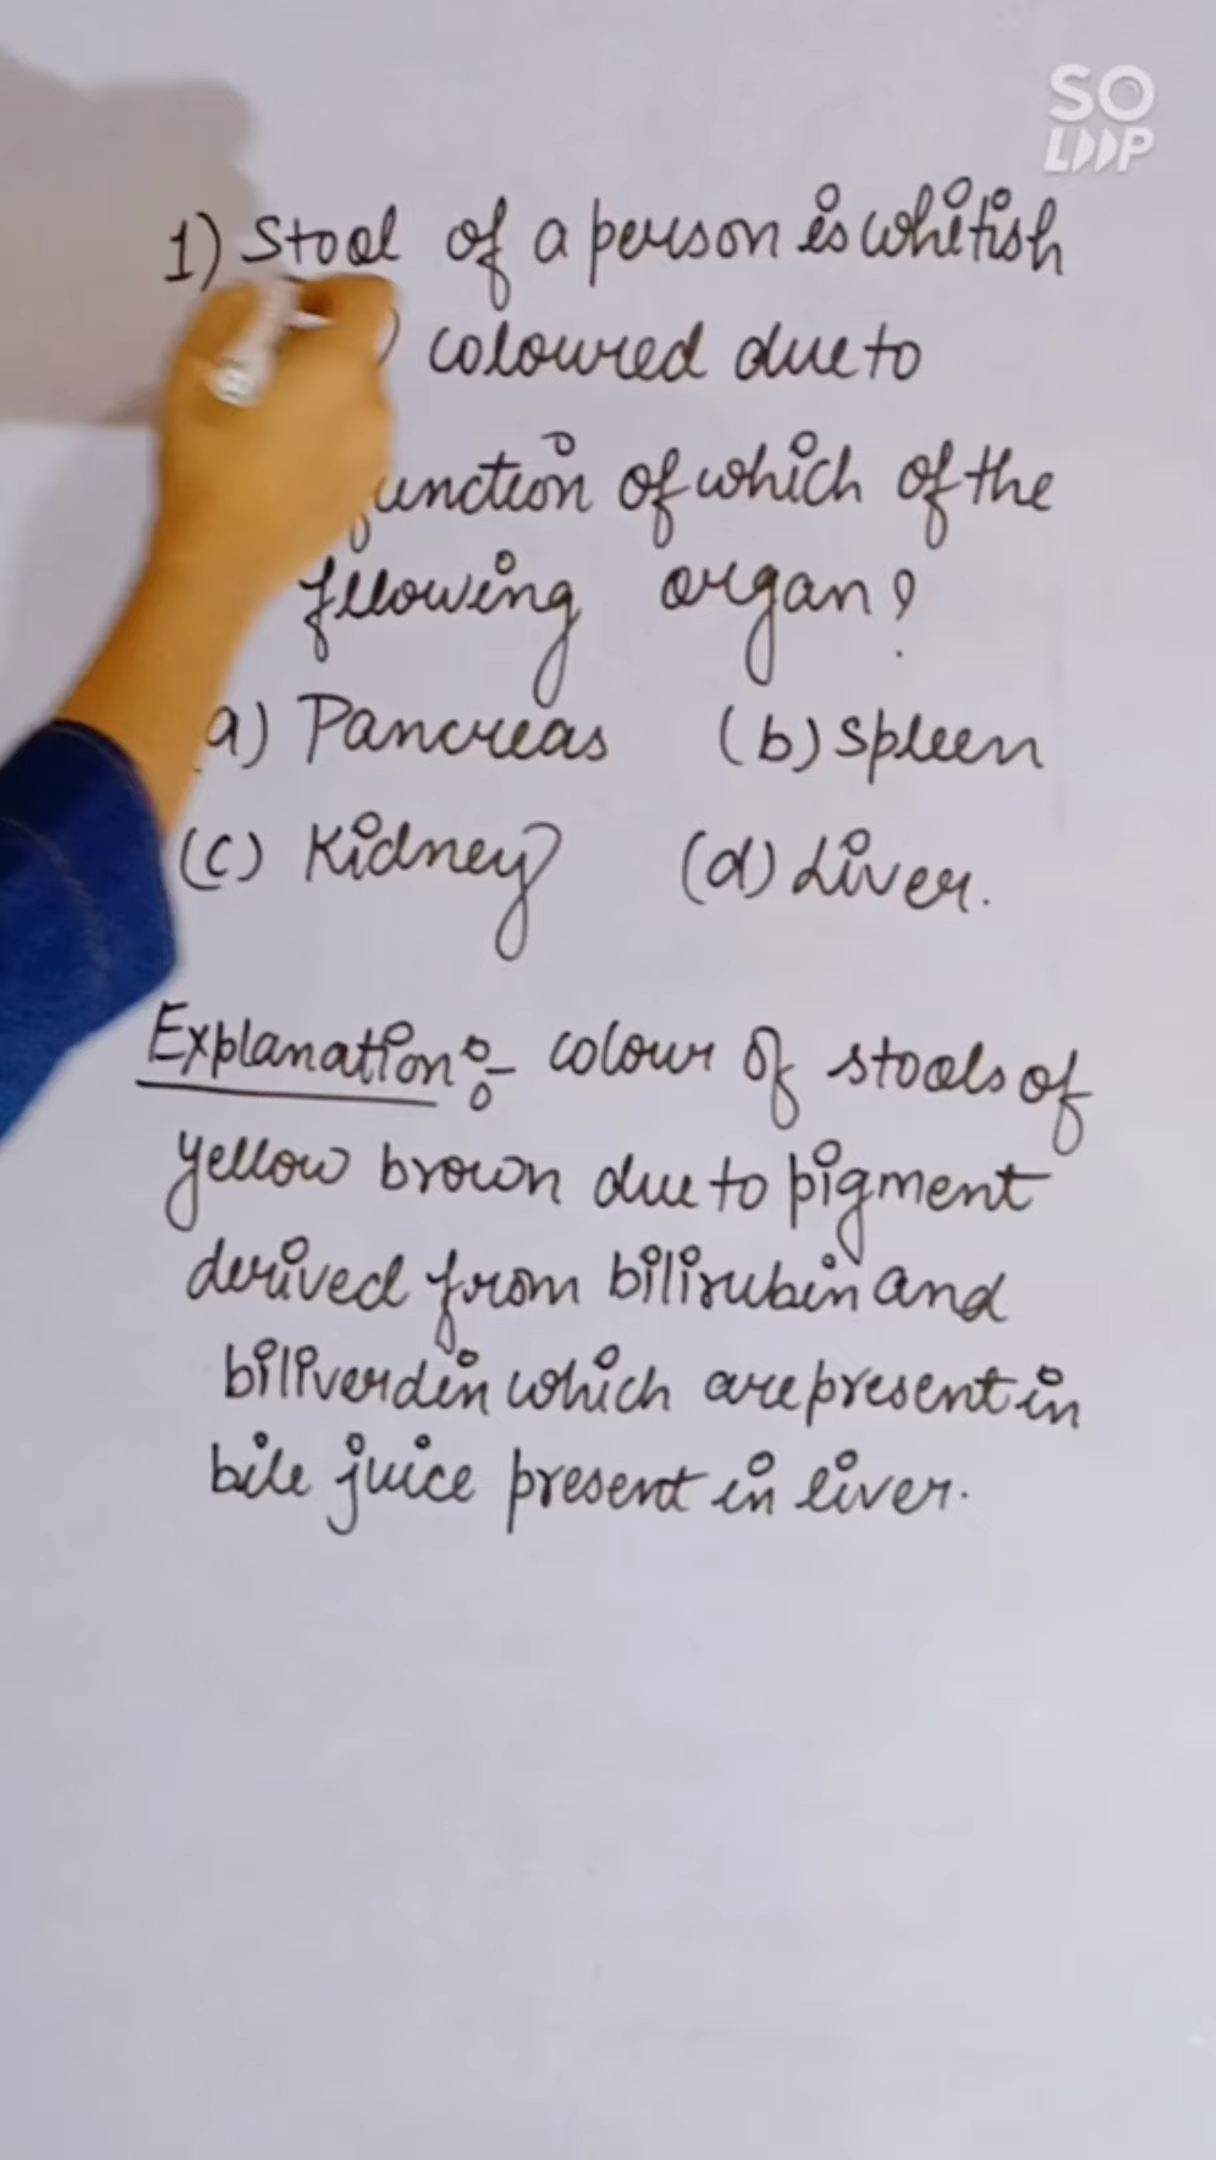 SO
LOOP
1) Stool of a person is whitish
coloured due to
unction of which of the
fllowing organ?
a) Pancreas (b) spleen
(c) Kidney (d) Liver.
Explanation:- colour of stools of
yellow brown due to pigment
derived from bilirubin and
biliverdin which are present in
bile juice present in liver.